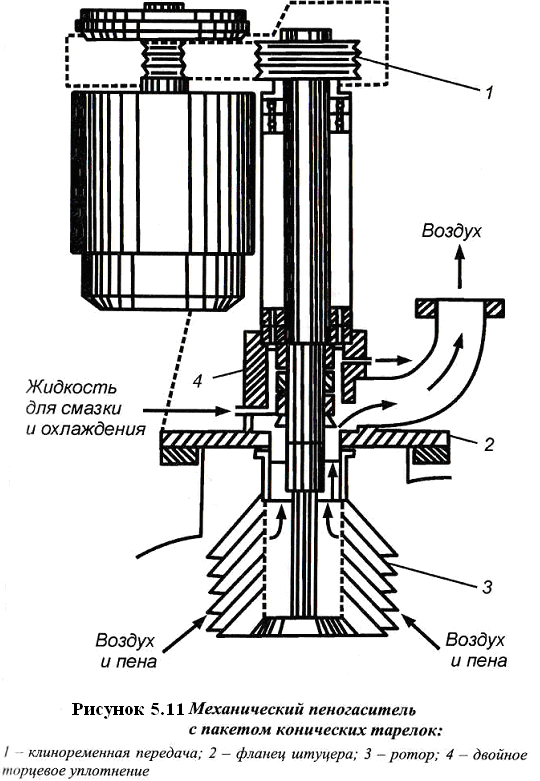 1
Воздух
4
Жидкость
для смазки
и охлаждения
2
3
Воздух
и пена
Воздух
и пена
Рисунок 5.11 Механический пеногаситель
с пакетом конических тарелок:
1 – клиноременная передача; 2 – фланец штуцера; 3 – ротор; 4 – двойное
торцевое уплотнение